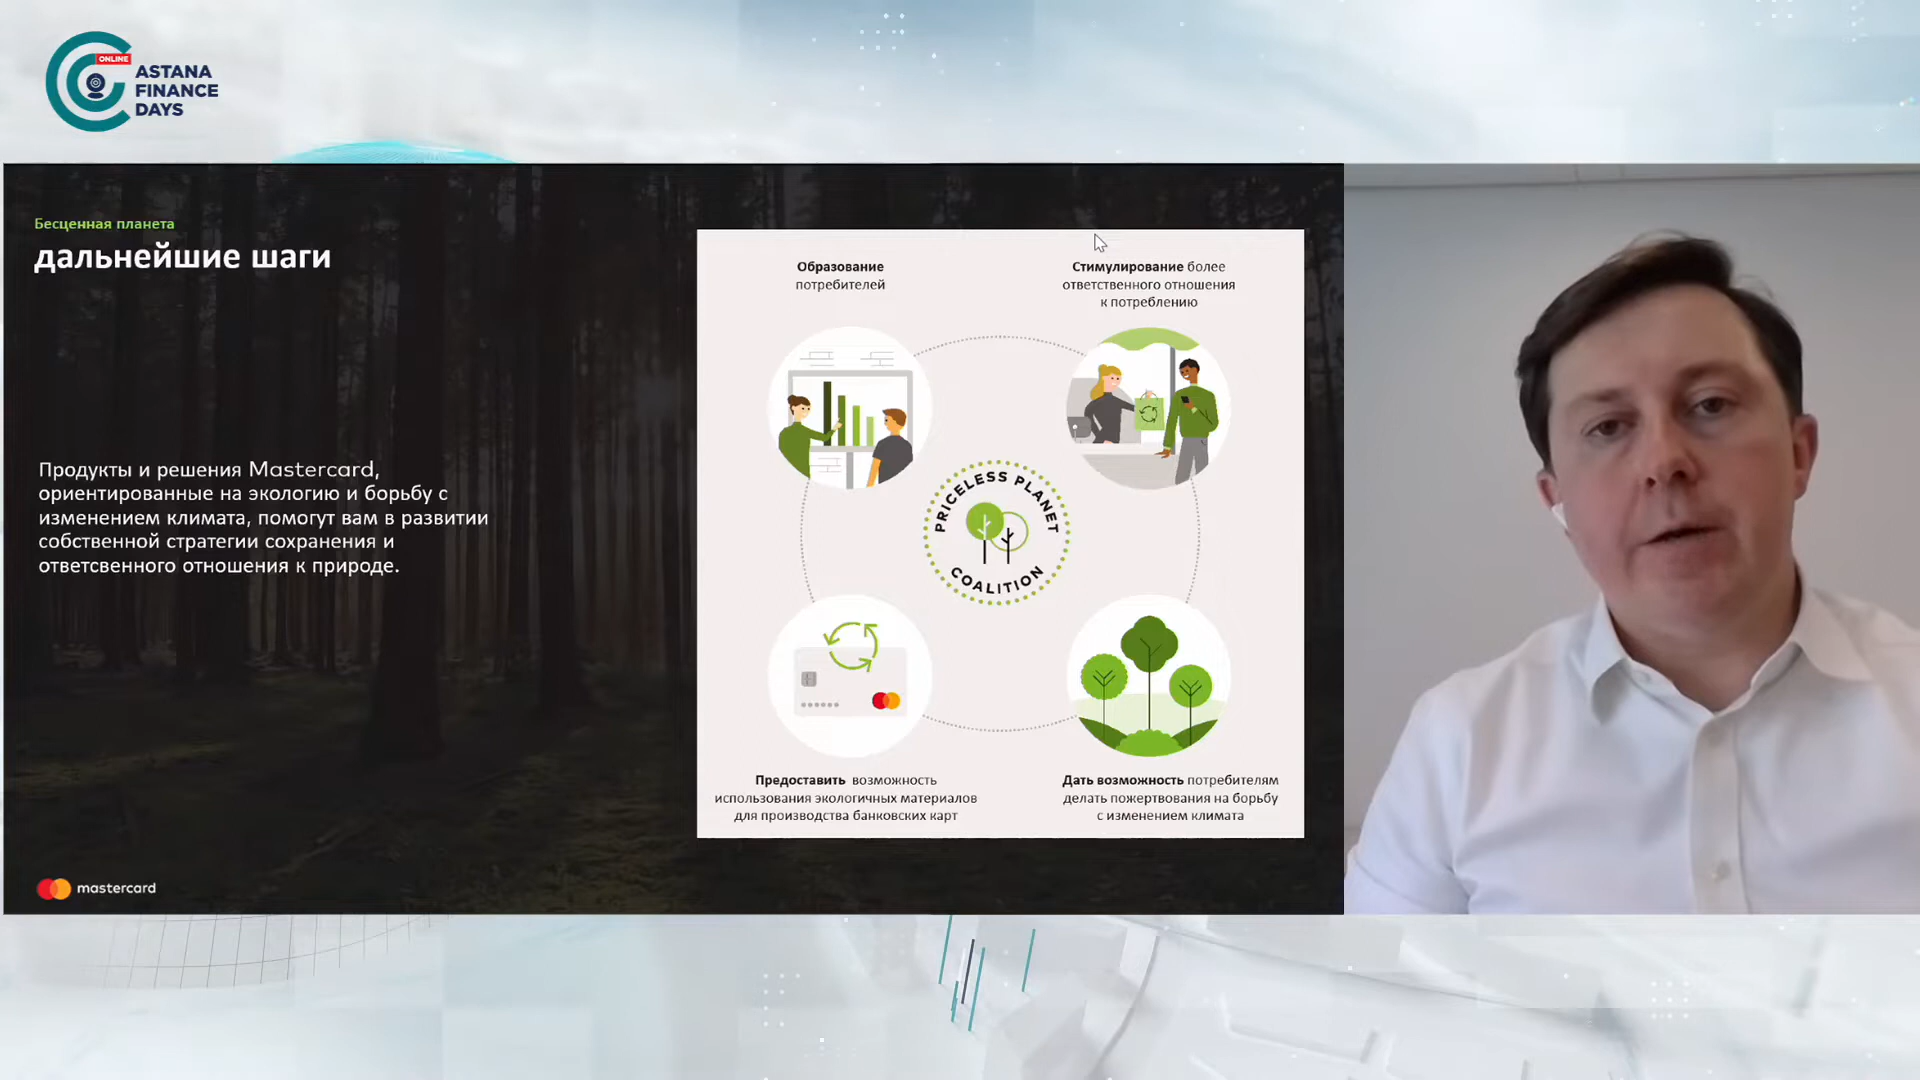 ONLINE
ASTANA
FINANCE
DAYS
Бесценная планета
дальнейшие шаги
Продукты и решения Mastercard,
ориентированные на экологию и борьбу с
изменением климата, помогут вам в развитии
собственной стратегии сохранения и
ответсвенного отношения к природе.
mastercard
Образование
потребителей
Стимулирование более
ответственного отношения
к потреблению
PRICELESS PLANET
COALITION
Предоставить возможность
использования экологичных материалов
для производства банковских карт
Дать возможность потребителям
делать пожертвования на борьбу
с изменением климата